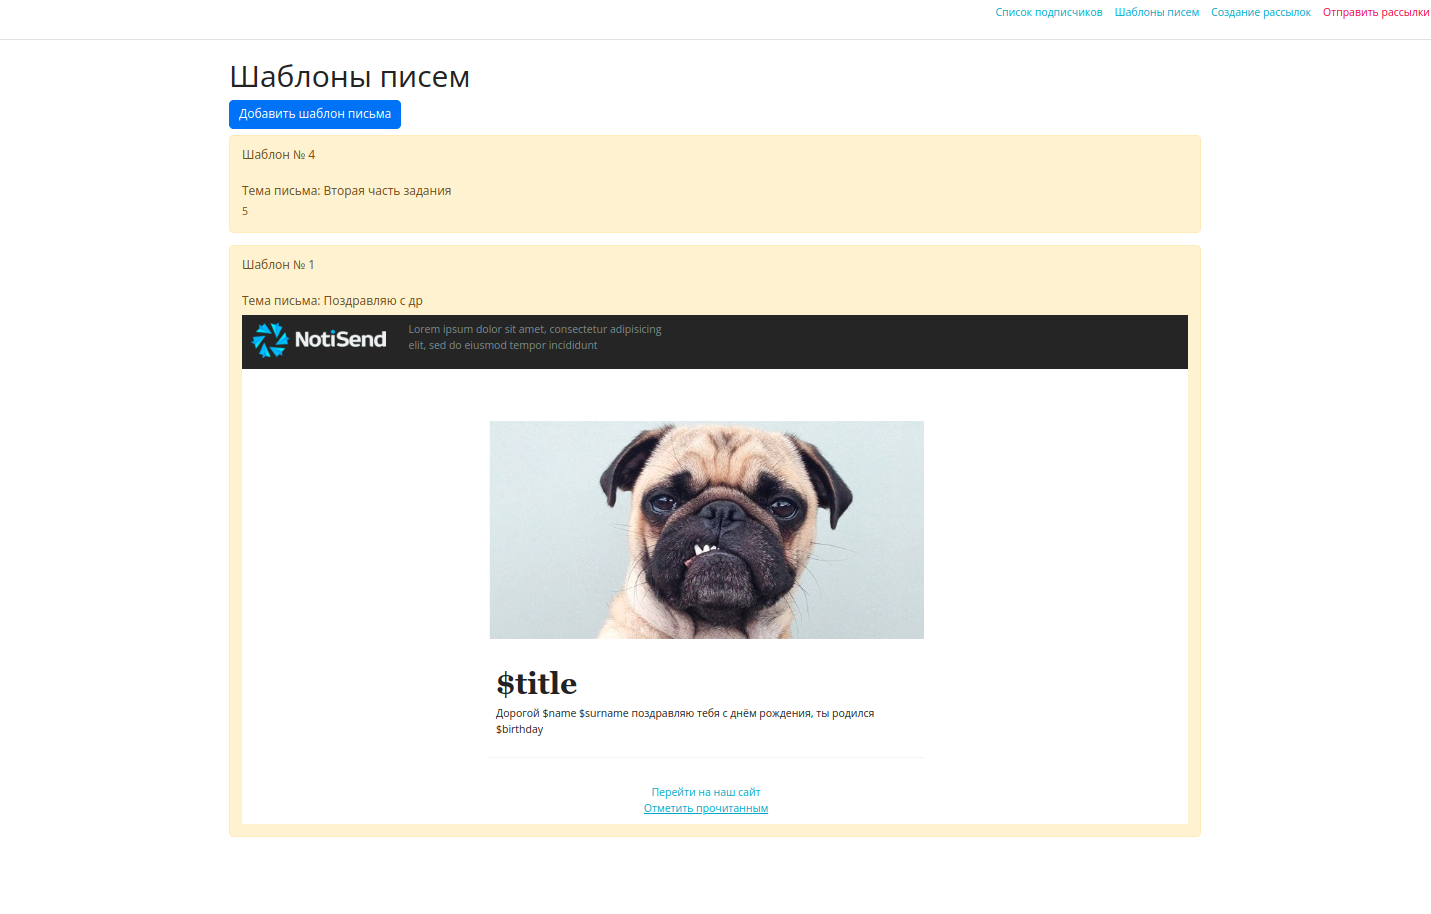 Список подписчиков Шаблоны писем Создание рассылок Отправить рассылки
Шаблоны писем
Добавить шаблон письма
Шаблон № 4
Тема письма: Вторая часть задания
5
Шаблон № 1
Тема письма: Поздравляю с др
NotiSend
Lorem ipsum dolor sit amet, consectetur adipisicing
elit, sed do eiusmod tempor incididunt
$title
Дорогой $name $surname поздравляю тебя с днём рождения, ты родился
$birthday
Перейти на наш сайт
Отметить прочитанным